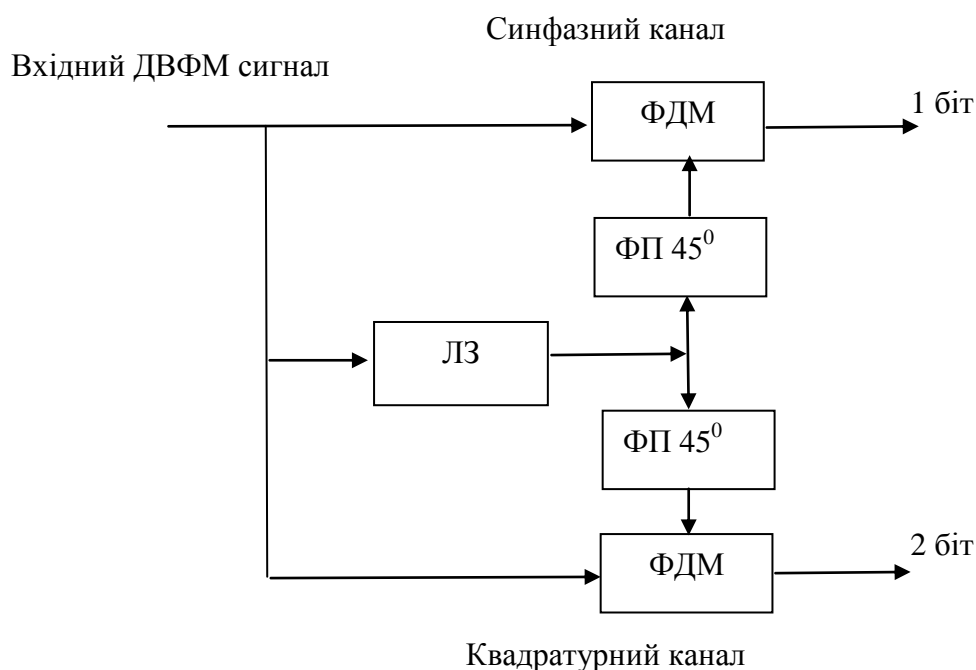 Синфазний канал
Вхідний ДВФМ сигнал
ФДМ
1 біт
ФП 45⁰
ЛЗ
ФП 45⁰
ФДМ
2 біт
Квадратурний канал